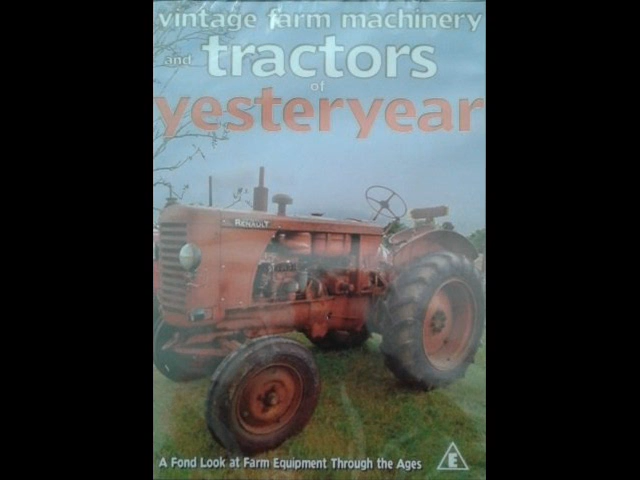 vintage farm machinery
and tractors
of
yesteryear
RENAULT
A Fond Look at Farm Equipment Through the Ages
E